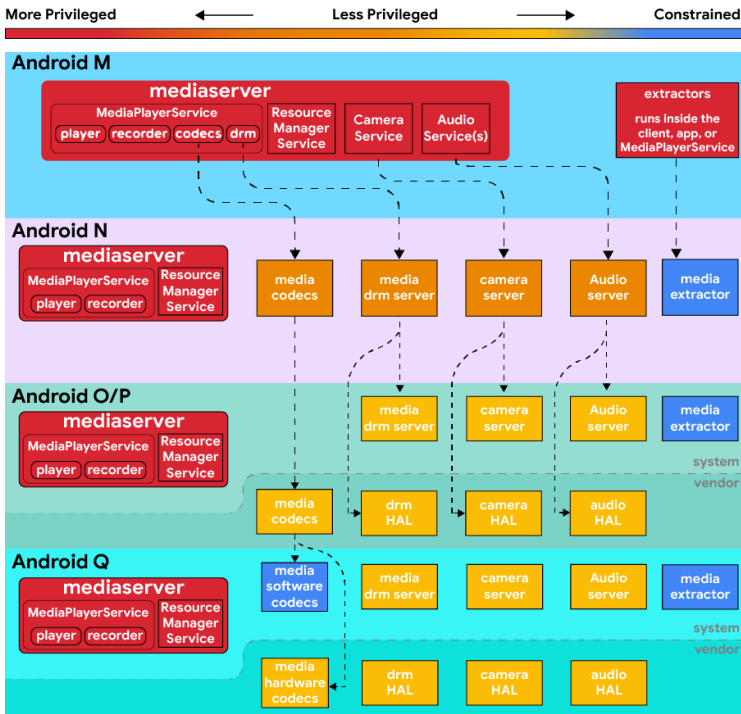 More Privileged
Less Privileged
Constrained
Android M
mediaserver
MediaPlayerService
player
recorder
codecs
drm
Resource
Manager
Service
Camera
Service
Audio
Service(s)
extractors
runs inside the
client, app, or
MediaPlayerService
Android N
mediaserver
MediaPlayerService
player
recorder
Resource
Manager
Service
media
codecs
media
drm server
camera
server
Audio
server
media
extractor
Android O/P
mediaserver
MediaPlayerService
player
recorder
Resource
Manager
Service
media
drm server
camera
server
Audio
server
media
extractor
system
vendor
media
codecs
drm
HAL
camera
HAL
audio
HAL
Android Q
mediaserver
MediaPlayerService
player
recorder
Resource
Manager
Service
media
software
codecs
media
drm server
camera
server
Audio
server
media
extractor
system
vendor
media
hardware
codecs
drm
HAL
camera
HAL
audio
HAL